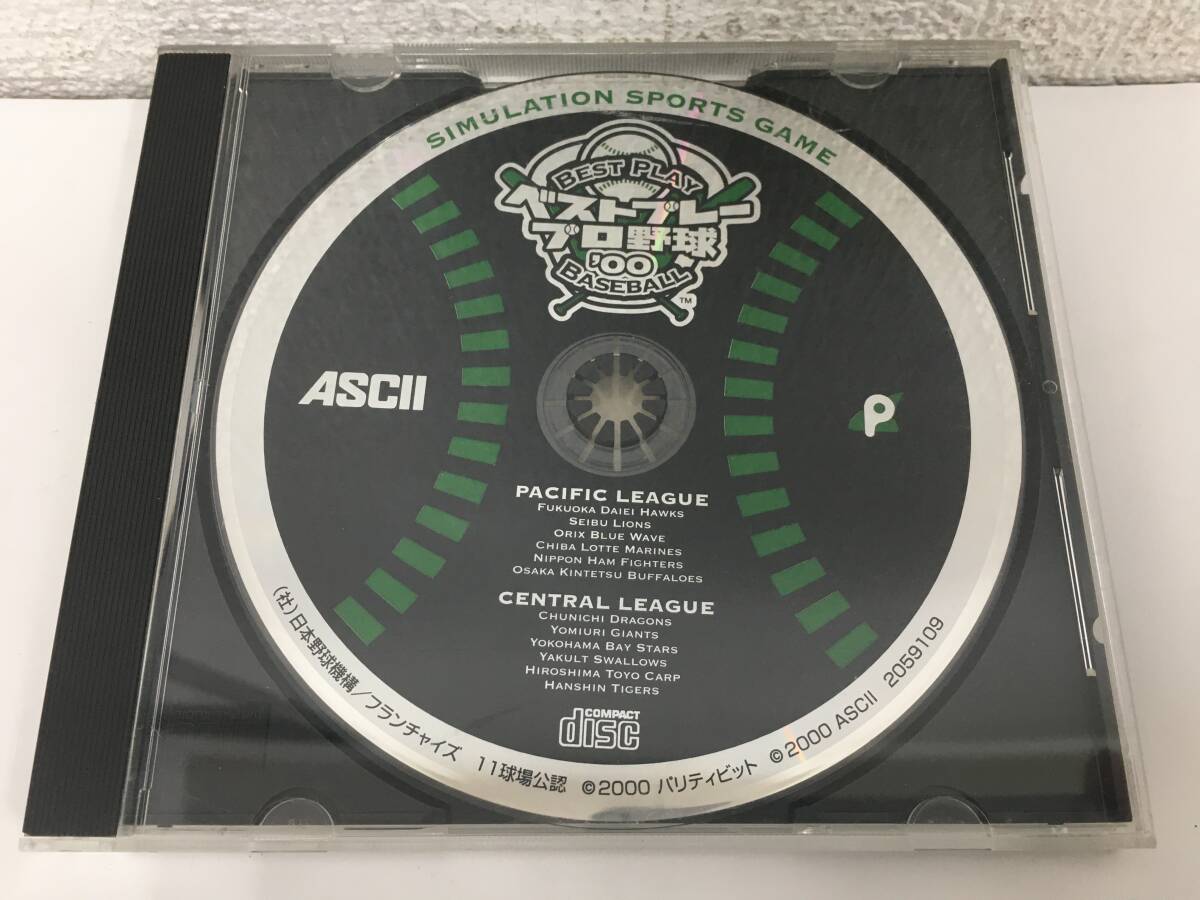 SIMULATION SPORTS GAME
BEST PLAY
ベストプレー
プロ野球
'00
BASEBALL
TM
ASCII
P
PACIFIC LEAGUE
FUKUOKA DAIEI HAWKS
SEIBU LIONS
ORIX BLUE WAVE
CHIBA LOTTE MARINES
NIPPON HAM FIGHTERS
OSAKA KINTETSU BUFFALOES
CENTRAL LEAGUE
CHUNICHI DRAGONS
YOMIURI GIANTS
YOKOHAMA BAY STARS
YAKULT SWALLOWS
HIROSHIMA TOYO CARP
HANSHIN TIGERS
COMPACT
disc
(社)日本野球機構/フランチャイズ 11球場公認 ©2000 パリティビット ©2000 ASCII 2059109